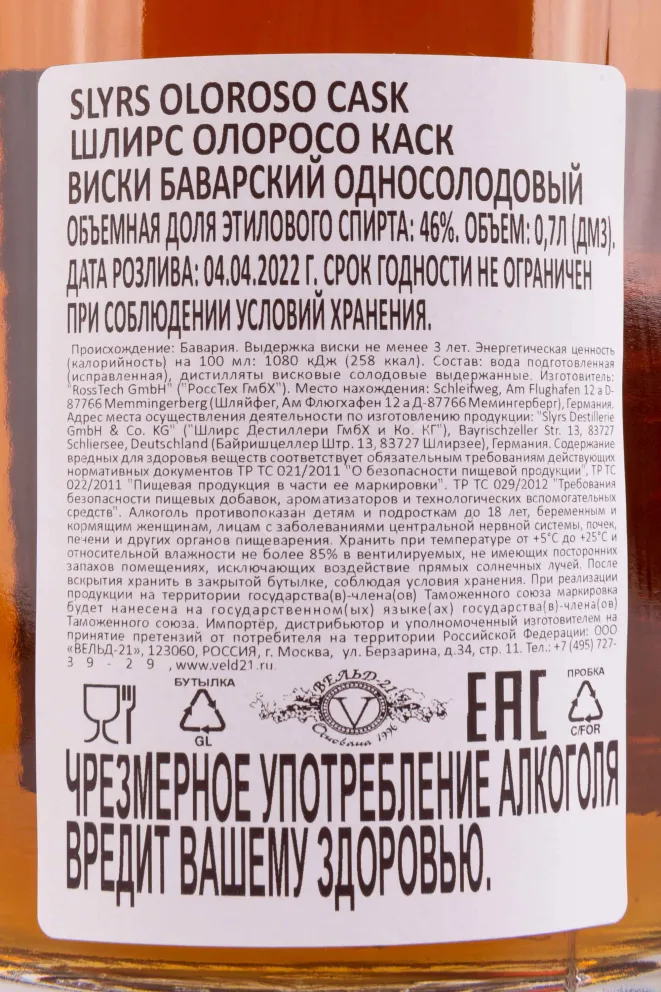 SLYRS OLOROSO CASK
ШЛИРС ОЛОРОСО КАСК
ВИСКИ БАВАРСКИЙ ОДНОСОЛОДОВЫЙ
ОБЪЕМНАЯ ДОЛЯ ЭТИЛОВОГО СПИРТА: 46%. ОБЪЕМ: 0,7Л (ДМ3).
ДАТА РОЗЛИВА: 04.04.2022 Г. СРОК ГОДНОСТИ НЕ ОГРАНИЧЕН
ПРИ СОБЛЮДЕНИИ УСЛОВИЙ ХРАНЕНИЯ.
Происхождение: Бавария. Выдержка виски не менее 3 лет. Энергетическая ценность
(калорийность) на 100 мл: 1080 кДж (258 ккал). Состав: вода подготовленная
(исправленная), дистилляты висковые солодовые выдержанные. Изготовитель:
"RossTech GmbH" ("РоссТех ГмбХ"). Место нахождения: Schleifweg, Am Flughafen 12 a D-
87766 Memmingerberg (Шляйфер, Ам Флюгхафен 12 а Д-87766 Мемингерберг), Германия.
Адрес места осуществления деятельности по изготовлению продукции: "Slyrs Destillerie
GmbH & Co. KG" ("Шлирс Дестиллери ГмбХ и Ко. КГ"), Bayrischzeller Str. 13, 83727
Schliersee, Deutschland (Байришцеллер Штр. 13, 83727 Шлирзее), Германия. Содержание
вредных для здоровья веществ соответствует обязательным требованиям действующих
нормативных документов ТР ТС 021/2011 "О безопасности пищевой продукции", ТР ТС
022/2011 "Пищевая продукция в части ее маркировки". ТР ТС 029/2012 "Требования
безопасности пищевых добавок, ароматизаторов и технологических вспомогательных
средств". Алкоголь противопоказан детям и подросткам до 18 лет, беременным и
кормящим женщинам, лицам с заболеваниями центральной нервной системы, почек,
печени и других органов пищеварения. Хранить при температуре от +5°С до +25°С и
относительной влажности не более 85% в вентилируемых, не имеющих посторонних
запахов помещениях, исключающих воздействие прямых солнечных лучей. После
вскрытия хранить в закрытой бутылке, соблюдая условия хранения. При реализации
продукции на территории государства(в)-члена(ов) Таможенного союза маркировка
будет нанесена на государственном(ых) языке(ах) государства(в)-члена(ов)
Таможенного союза. Импортёр, дистрибьютор и уполномоченный изготовителем на
принятие претензий от потребителя на территории Российской Федерации: ООО
«ВЕЛЬД-21», 123060, РОССИЯ, г. Москва, ул. Берзарина, д.34, стр. 11. Тел.: +7 (495) 727-
39-29, www.veld21.ru
БУТЫЛКА
GL
ВЕЛЬД-21
V
Основана 1996
EAC
ПРОБКА
C/FOR
ЧРЕЗМЕРНОЕ УПОТРЕБЛЕНИЕ АЛКОГОЛЯ
ВРЕДИТ ВАШЕМУ ЗДОРОВЬЮ.